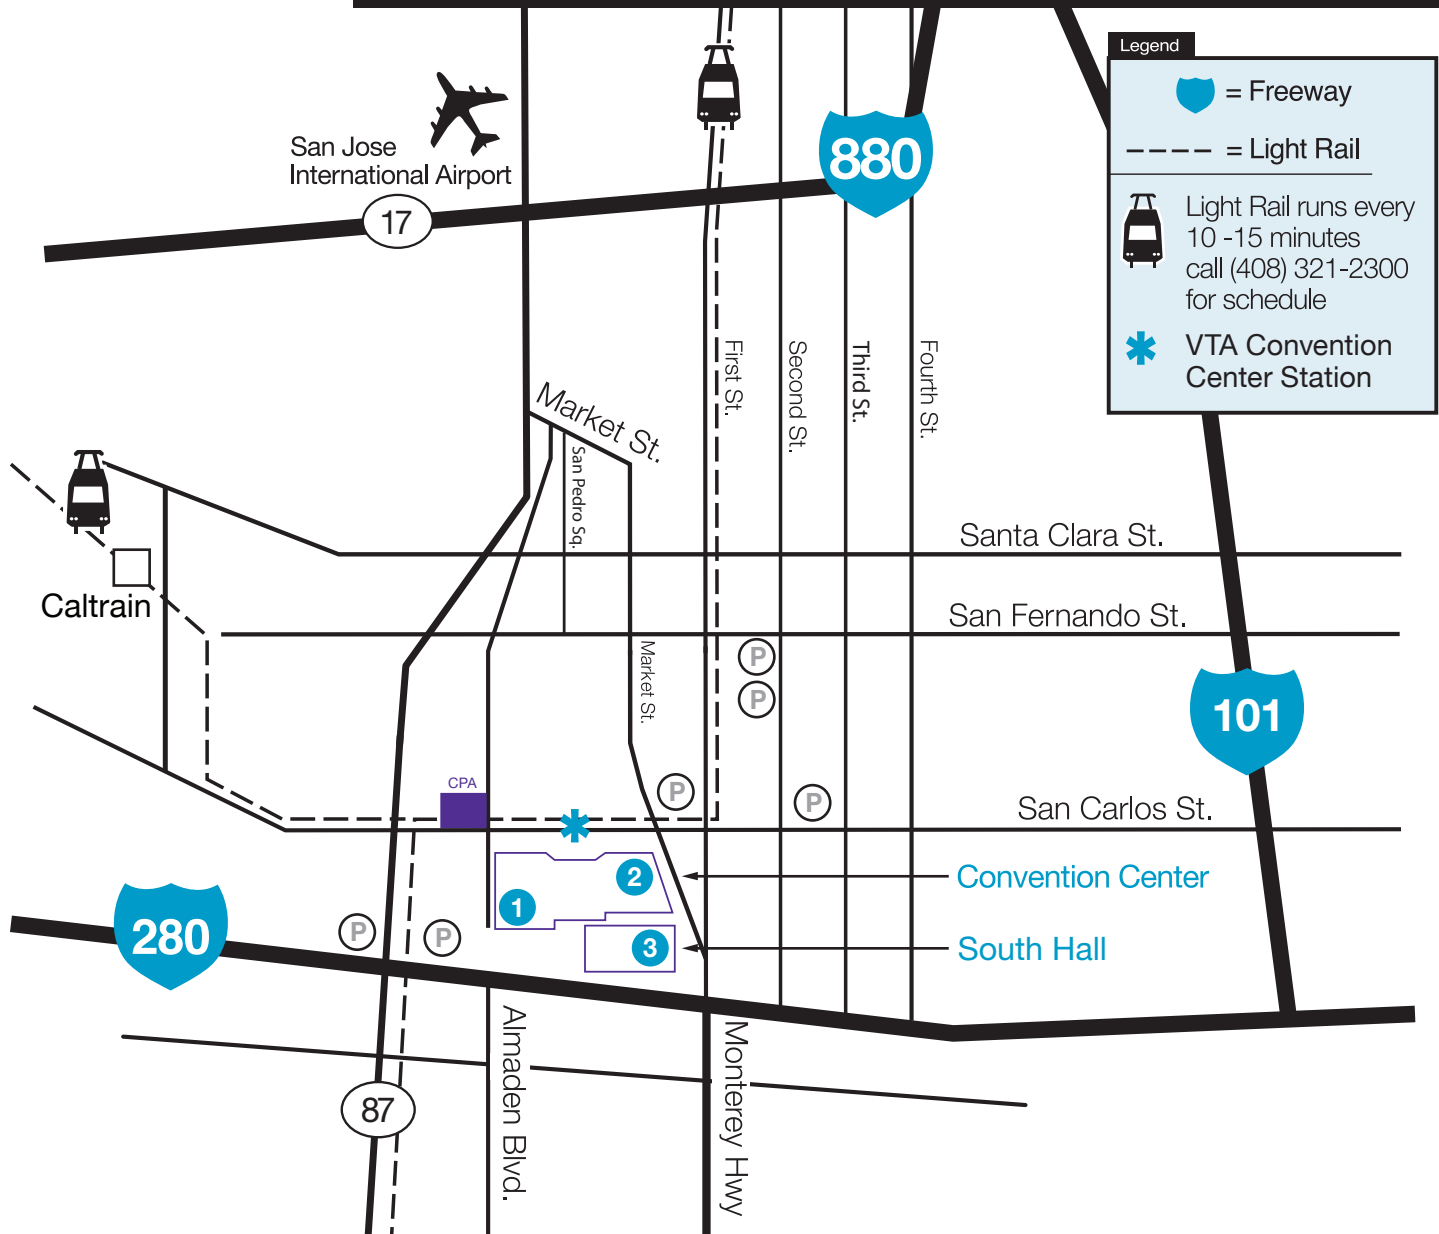 Legend
= Freeway
= Light Rail
Light Rail runs every
10 -15 minutes
call (408) 321-2300
for schedule
VTA Convention
Center Station
San Jose
International Airport
17
880
First St.
Second St.
Third St.
Fourth St.
Market St.
San Pedro Sq.
Santa Clara St.
Caltrain
San Fernando St.
Market St.
P
P
101
CPA
P
P
San Carlos St.
2
Convention Center
1
280
P
P
3
South Hall
Almaden Blvd.
Monterey Hwy
87